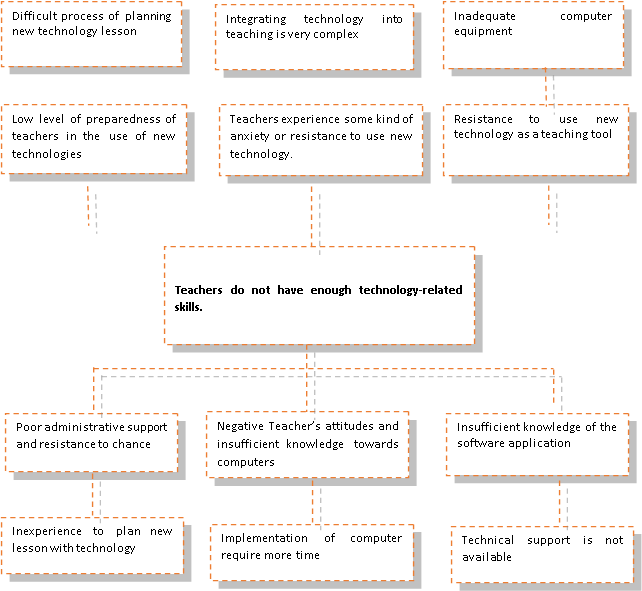 Difficult process of planning
new technology lesson
Integrating technology into
teaching is very complex
Inadequate computer
equipment
Low level of preparedness of
teachers in the use of new
technologies
Teachers experience some kind of
anxiety or resistance to use new
technology.
Resistance to use new
technology as a teaching tool
Teachers do not have enough technology-related
skills.
Poor administrative support
and resistance to chance
Negative Teacher's attitudes and
insufficient knowledge towards
computers
Insufficient knowledge of the
software application
Inexperience to plan new
lesson with technology
Implementation of computer
require more time
Technical support is not
available